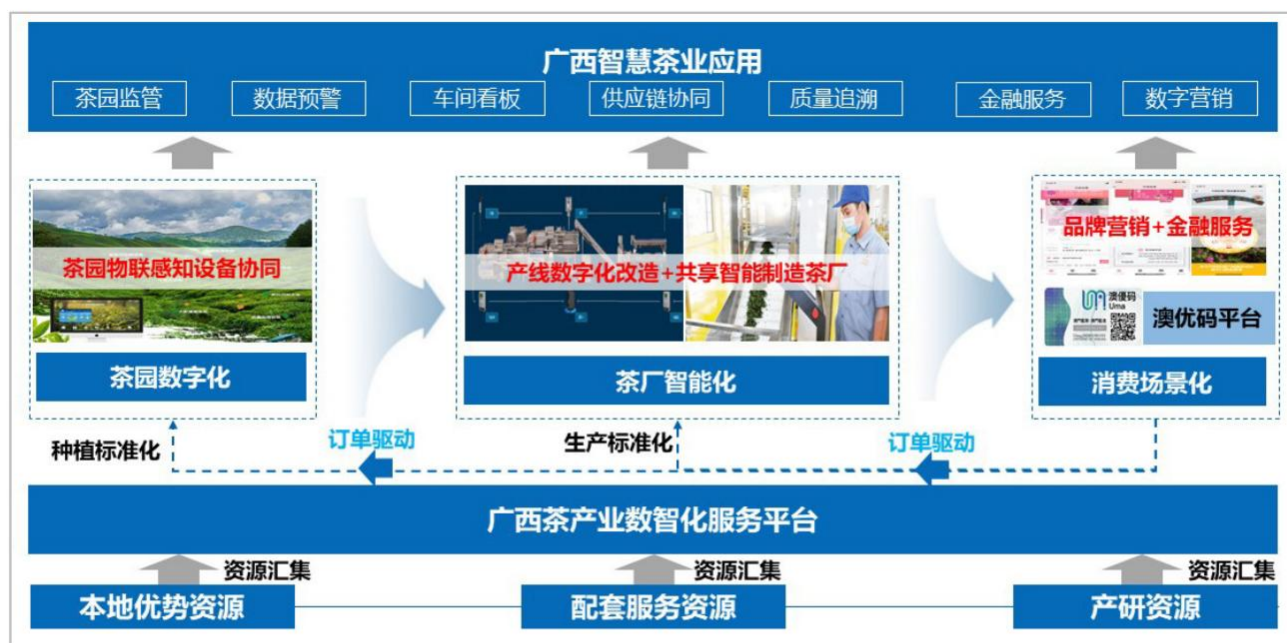 广西智慧茶业应用
茶园监管
数据预警
车间看板
供应链协同
质量追溯
金融服务
数字营销
茶园物联感知设备协同
茶园数字化
产线数字化改造+共享智能制造茶厂
茶厂智能化
品牌营销+金融服务
澳優码
Uma
澳优码平台
消费场景化
种植标准化
订单驱动
生产标准化
订单驱动
广西茶产业数智化服务平台
资源汇集
资源汇集
资源汇集
本地优势资源
配套服务资源
产研资源